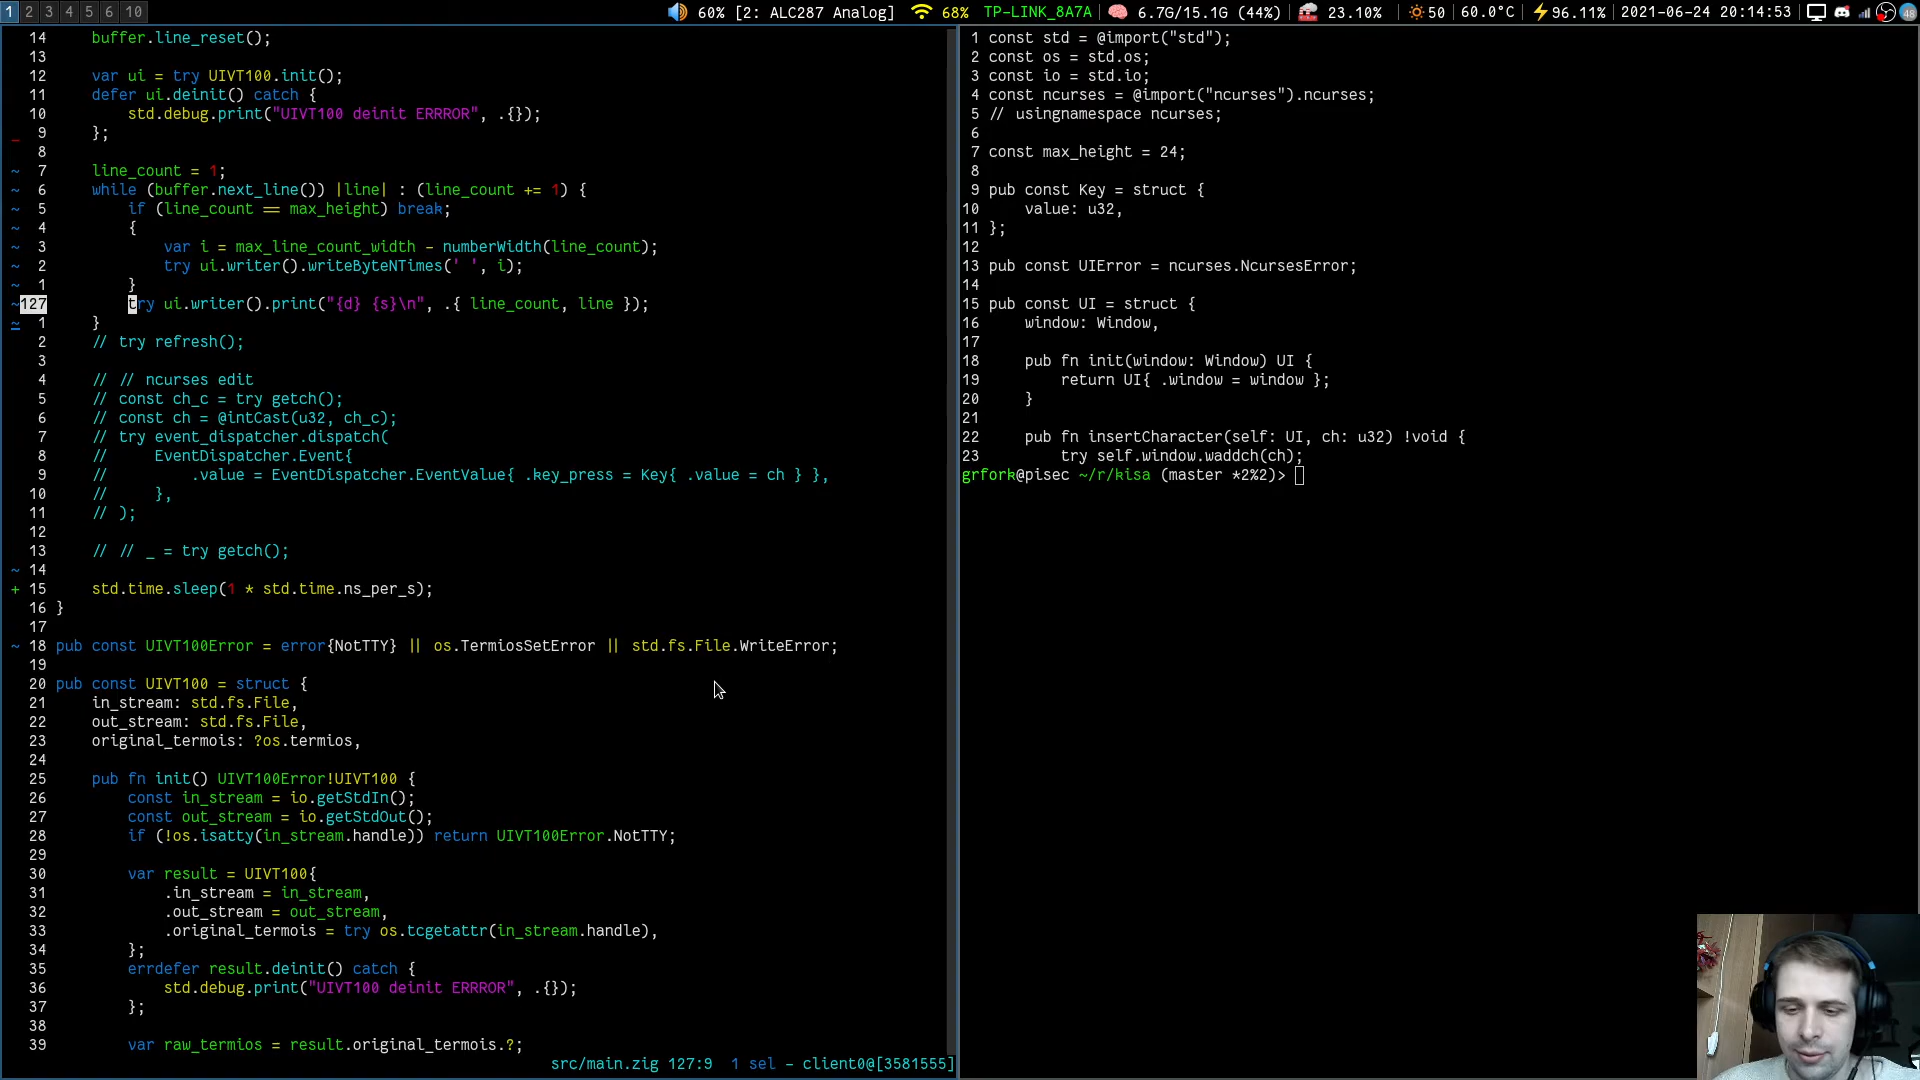 1 2 3 4 5 6 10
60% [2: ALC287 Analog] 68% TP-LINK_8A7A | 6.7G/15.1G (44%) | 23.10% | 50 | 60.0°C | 96.11% | 2021-06-24 20:14:53 | 48
14 buffer.line_reset();
13
12 var ui = try UIVT100.init();
11 defer ui.deinit() catch {
10 std.debug.print("UIVT100 deinit ERRROR", .{});
_ 9 };
8
~ 7 line_count = 1;
~ 6 while (buffer.next_line()) |line| : (line_count += 1) {
~ 5 if (line_count == max_height) break;
~ 4 {
~ 3 var i = max_line_count_width - numberWidth(line_count);
~ 2 try ui.writer().writeByteNTimes(' ', i);
~ 1 }
~127 try ui.writer().print("{d} {s}\n", .{ line_count, line });
~ 1 }
2 // try refresh();
3
4 // // ncurses edit
5 // const ch_c = try getch();
6 // const ch = @intCast(u32, ch_c);
7 // try event_dispatcher.dispatch(
8 // EventDispatcher.Event{
9 // .value = EventDispatcher.EventValue{ .key_press = Key{ .value = ch } },
10 // },
11 // );
12
13 // // _ = try getch();
~ 14
+ 15 std.time.sleep(1 * std.time.ns_per_s);
16 }
17
~ 18 pub const UIVT100Error = error{NotTTY} || os.TermiosSetError || std.fs.File.WriteError;
19
20 pub const UIVT100 = struct {
21 in_stream: std.fs.File,
22 out_stream: std.fs.File,
23 original_termois: ?os.termios,
24
25 pub fn init() UIVT100Error!UIVT100 {
26 const in_stream = io.getStdIn();
27 const out_stream = io.getStdOut();
28 if (!os.isatty(in_stream.handle)) return UIVT100Error.NotTTY;
29
30 var result = UIVT100{
31 .in_stream = in_stream,
32 .out_stream = out_stream,
33 .original_termois = try os.tcgetattr(in_stream.handle),
34 };
35 errdefer result.deinit() catch {
36 std.debug.print("UIVT100 deinit ERRROR", .{});
37 };
38
39 var raw_termios = result.original_termois.?;
src/main.zig 127:9 1 sel - client0@[3581555]
1 const std = @import("std");
2 const os = std.os;
3 const io = std.io;
4 const ncurses = @import("ncurses").ncurses;
5 // usingnamespace ncurses;
6
7 const max_height = 24;
8
9 pub const Key = struct {
10 value: u32,
11 };
12
13 pub const UIError = ncurses.NcursesError;
14
15 pub const UI = struct {
16 window: Window,
17
18 pub fn init(window: Window) UI {
19 return UI{ .window = window };
20 }
21
22 pub fn insertCharacter(self: UI, ch: u32) !void {
23 try self.window.waddch(ch);
grfork@pisec ~/r/kisa (master *2%2)>